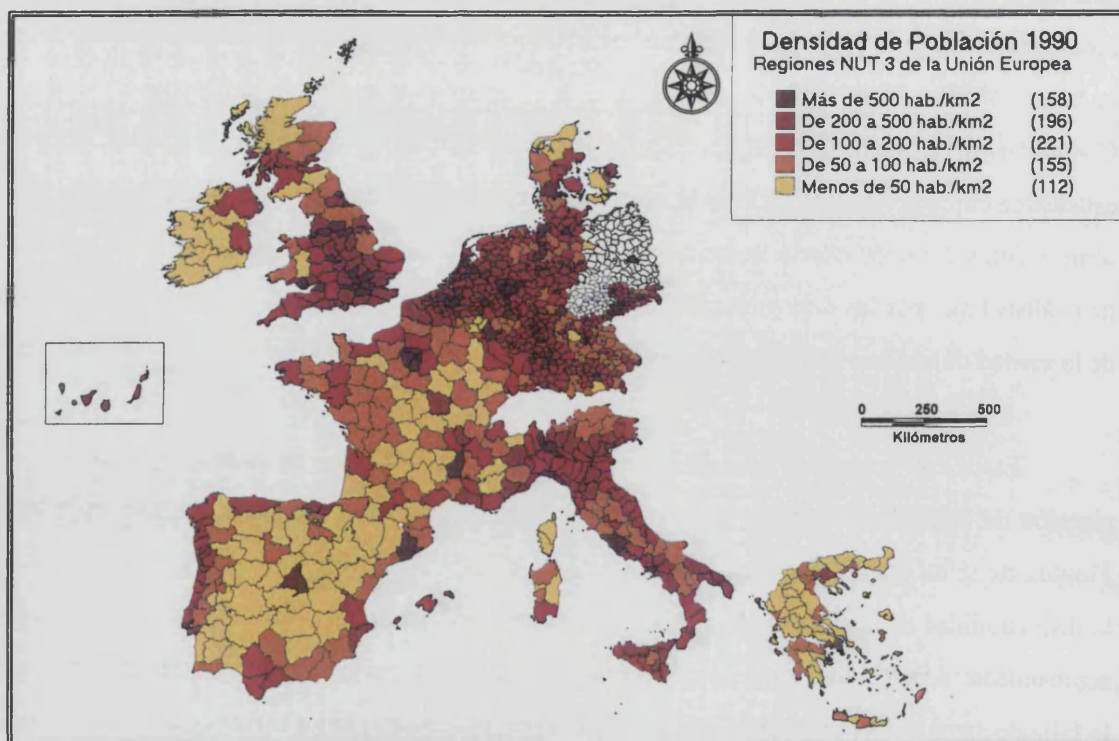 Densidad de Población 1990
Regiones NUT 3 de la Unión Europea
Más de 500 hab./km2 (158)
De 200 a 500 hab./km2 (196)
De 100 a 200 hab./km2 (221)
De 50 a 100 hab./km2 (155)
Menos de 50 hab./km2 (112)
0 250 500
Kilómetros